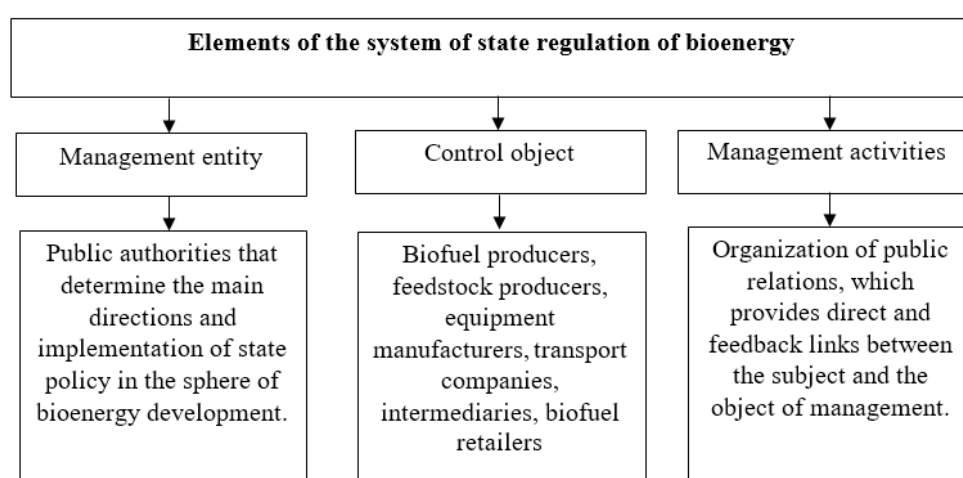 Elements of the system of state regulation of bioenergy
Management entity
Control object
Management activities
Public authorities that
determine the main
directions and
implementation of state
policy in the sphere of
bioenergy development.
Biofuel producers,
feedstock producers,
equipment
manufacturers, transport
companies,
intermediaries, biofuel
retailers
Organization of public
relations, which
provides direct and
feedback links between
the subject and the
object of management.